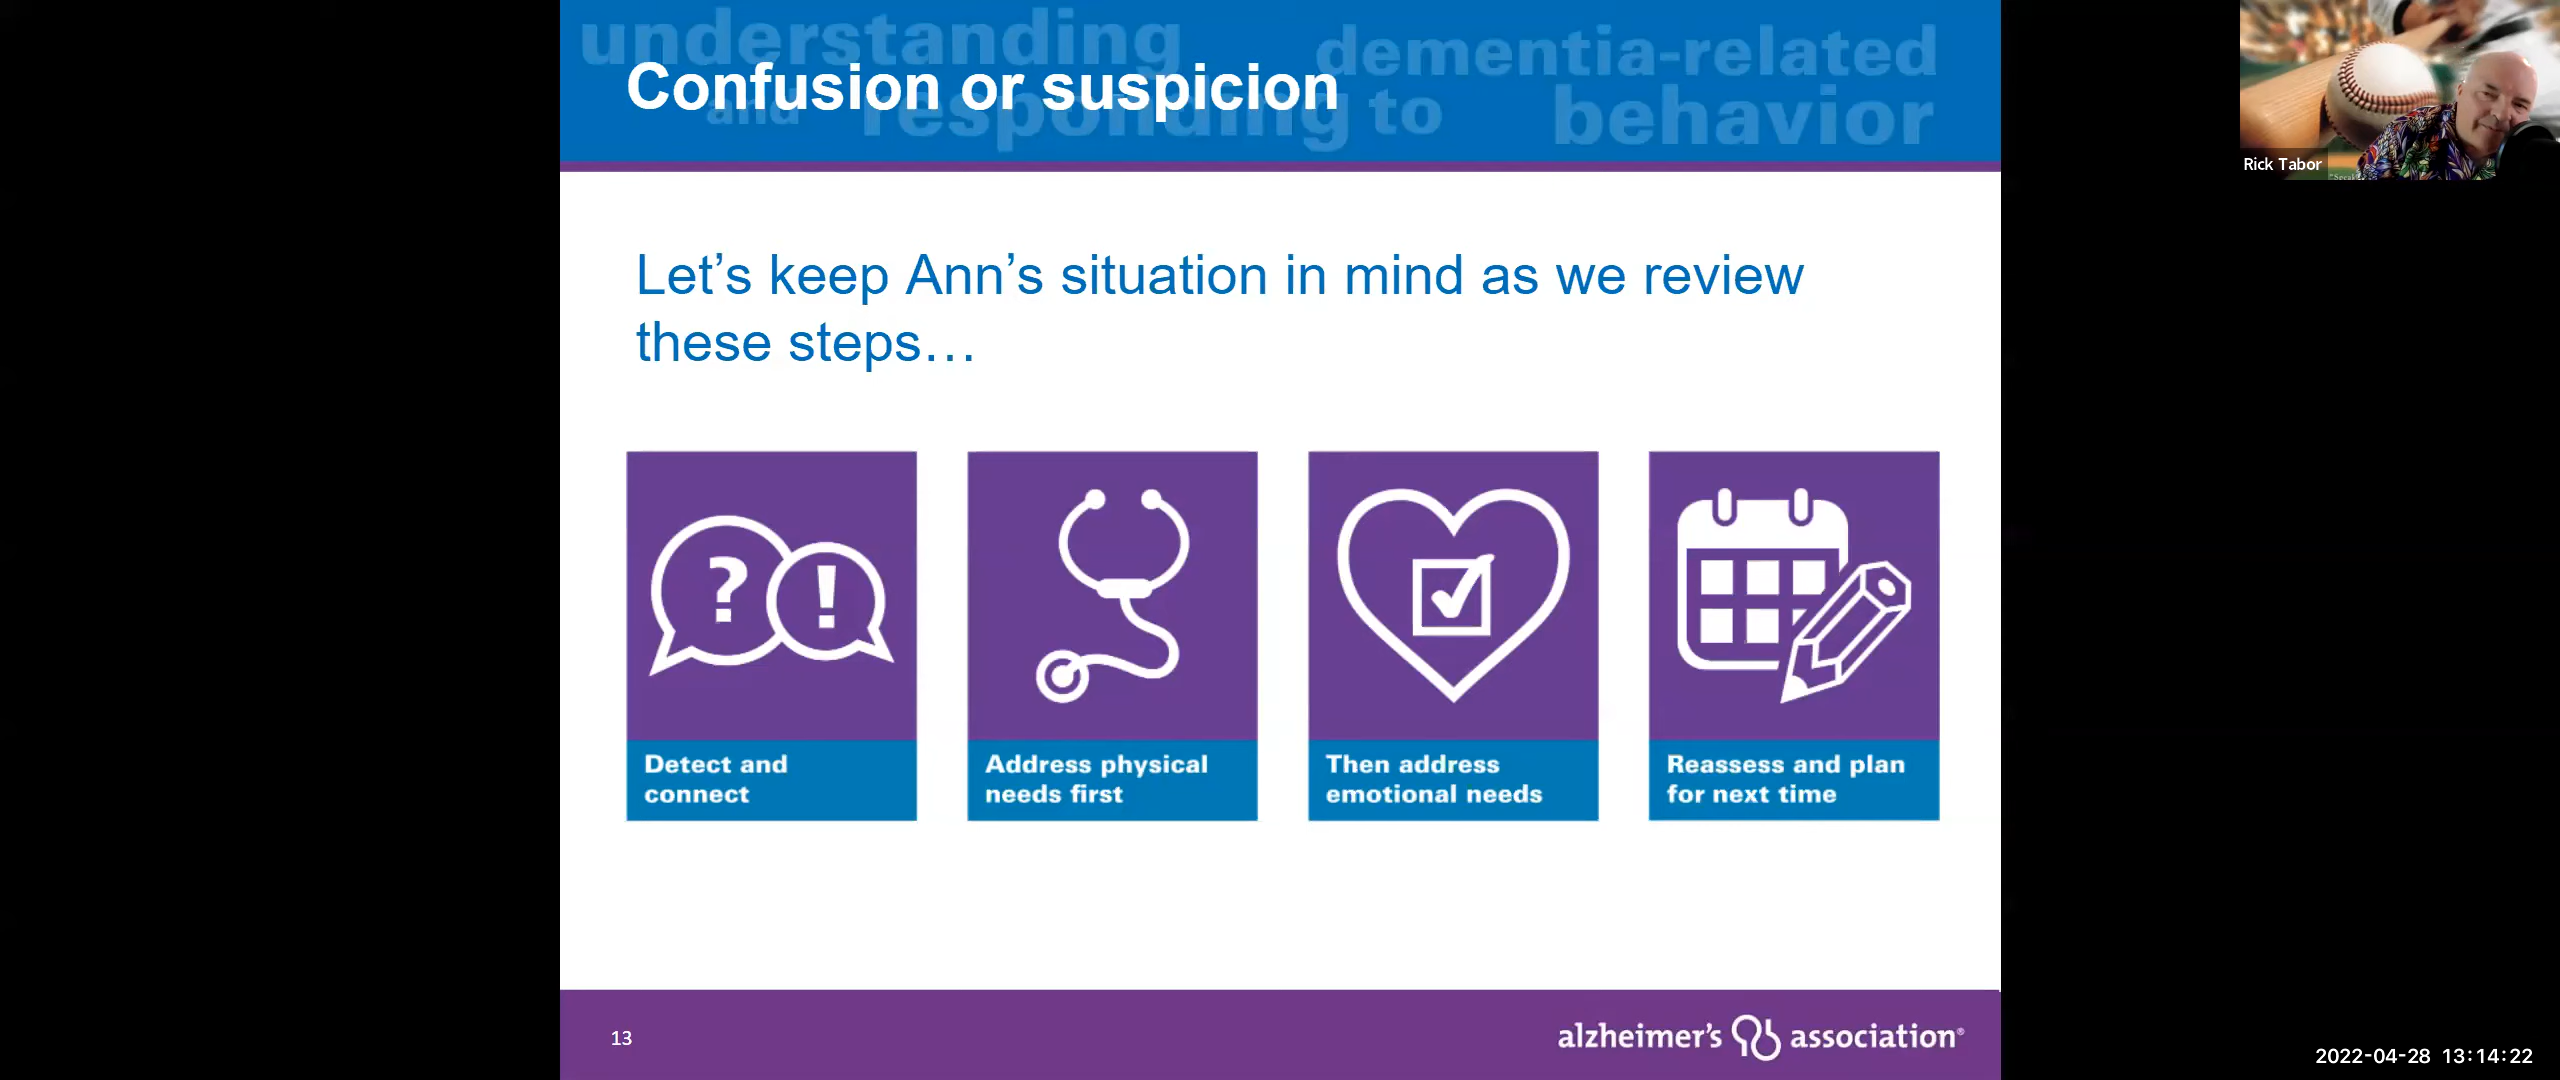 understanding
dementia-related
Confusion or suspicion
and responding to
behavior
Rick Tabor
Let’s keep Ann’s situation in mind as we review
these steps…
?
!
Detect and
connect
Address physical
needs first
Then address
emotional needs
Reassess and plan
for next time
13
alzheimer's association®
2022-04-28 13:14:22